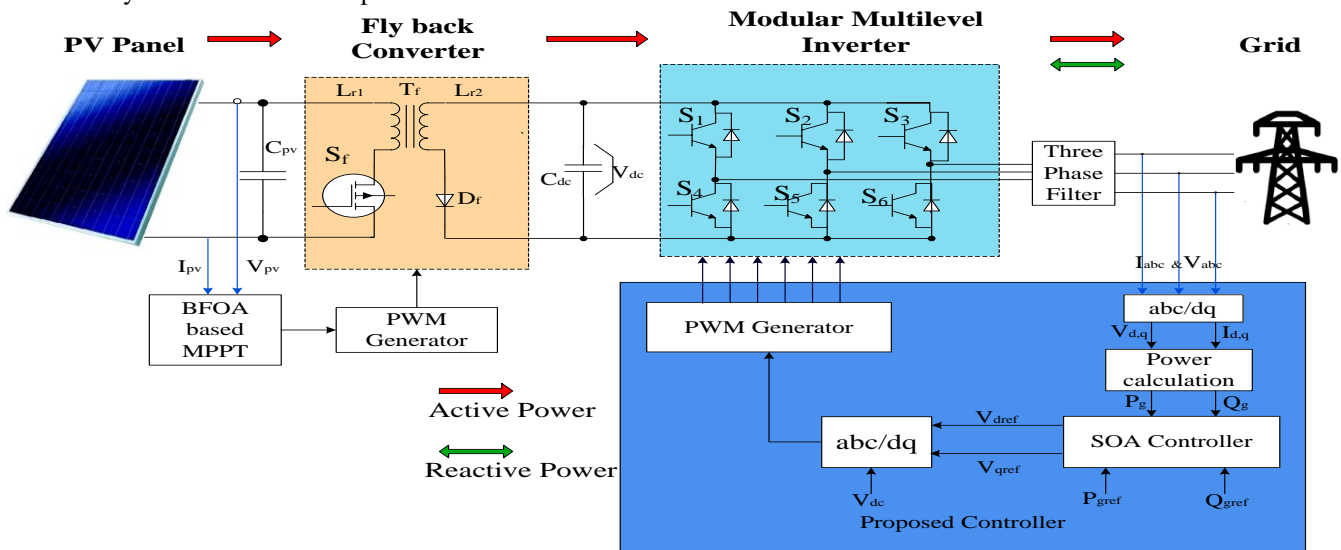 PV Panel
Fly back
Converter
Modular Multilevel
Inverter
Grid
Lr1
Tf
Lr2
Cpv
Sf
Df
Cdc
Vdc
S1
S2
S3
S4
S5
S6
Three
Phase
Filter
Ipv
Vpv
Iabc & Vabc
BFOA
based
MPPT
PWM
Generator
PWM Generator
abc/dq
Vd,q
Id,q
Power
calculation
Pg
Qg
Active Power
Reactive Power
abc/dq
Vdref
Vqref
SOA Controller
Vdc
Pgref
Qgref
Proposed Controller